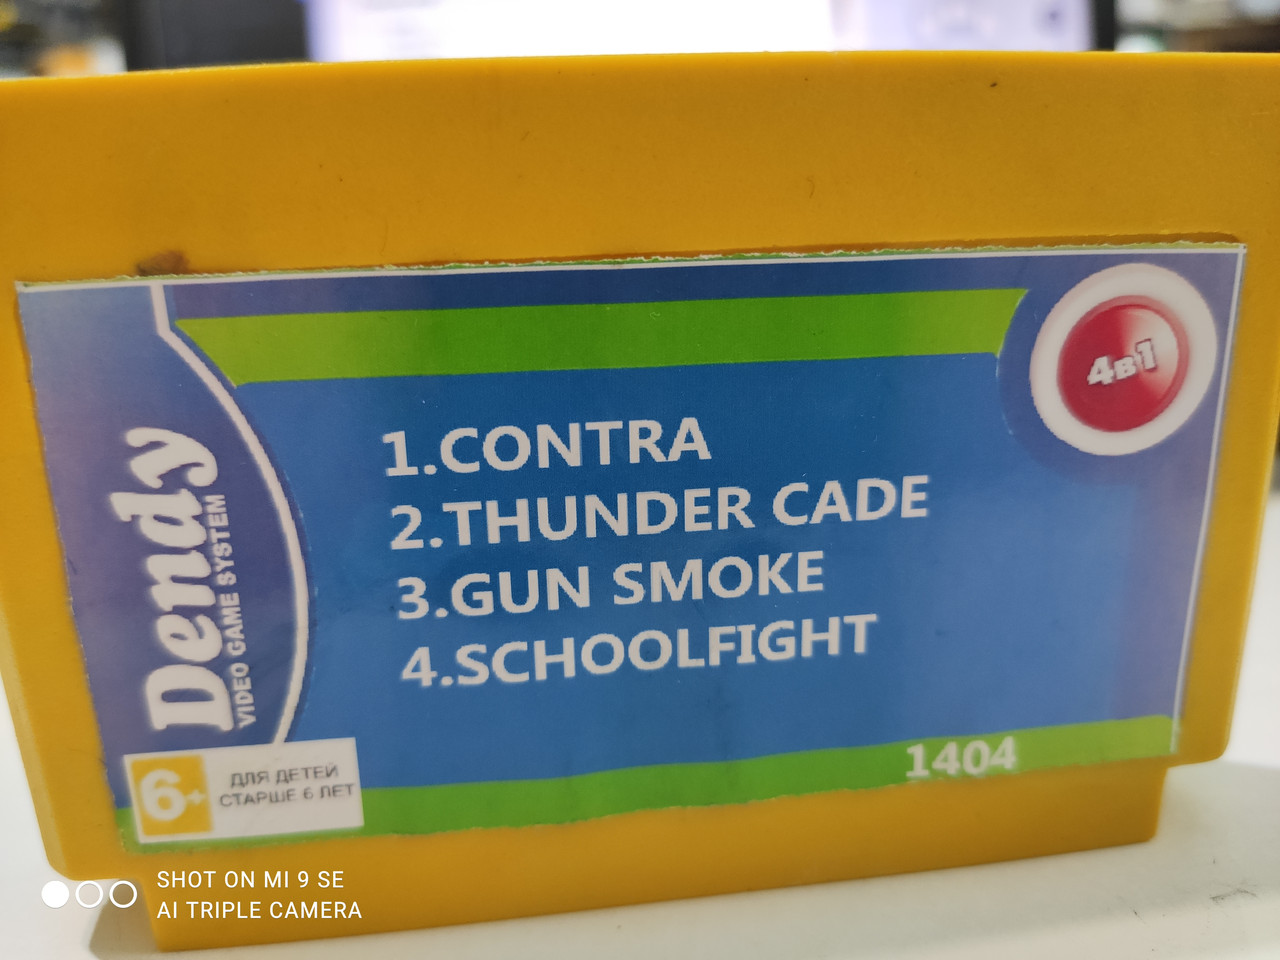 4в1
1.CONTRA
2.THUNDER CADE
3.GUN SMOKE
4.SCHOOLFIGHT
Dendy
VIDEO GAME SYSTEM
1404
6+
ДЛЯ ДЕТЕЙ
СТАРШЕ 6 ЛЕТ
SHOT ON MI 9 SE
AI TRIPLE CAMERA